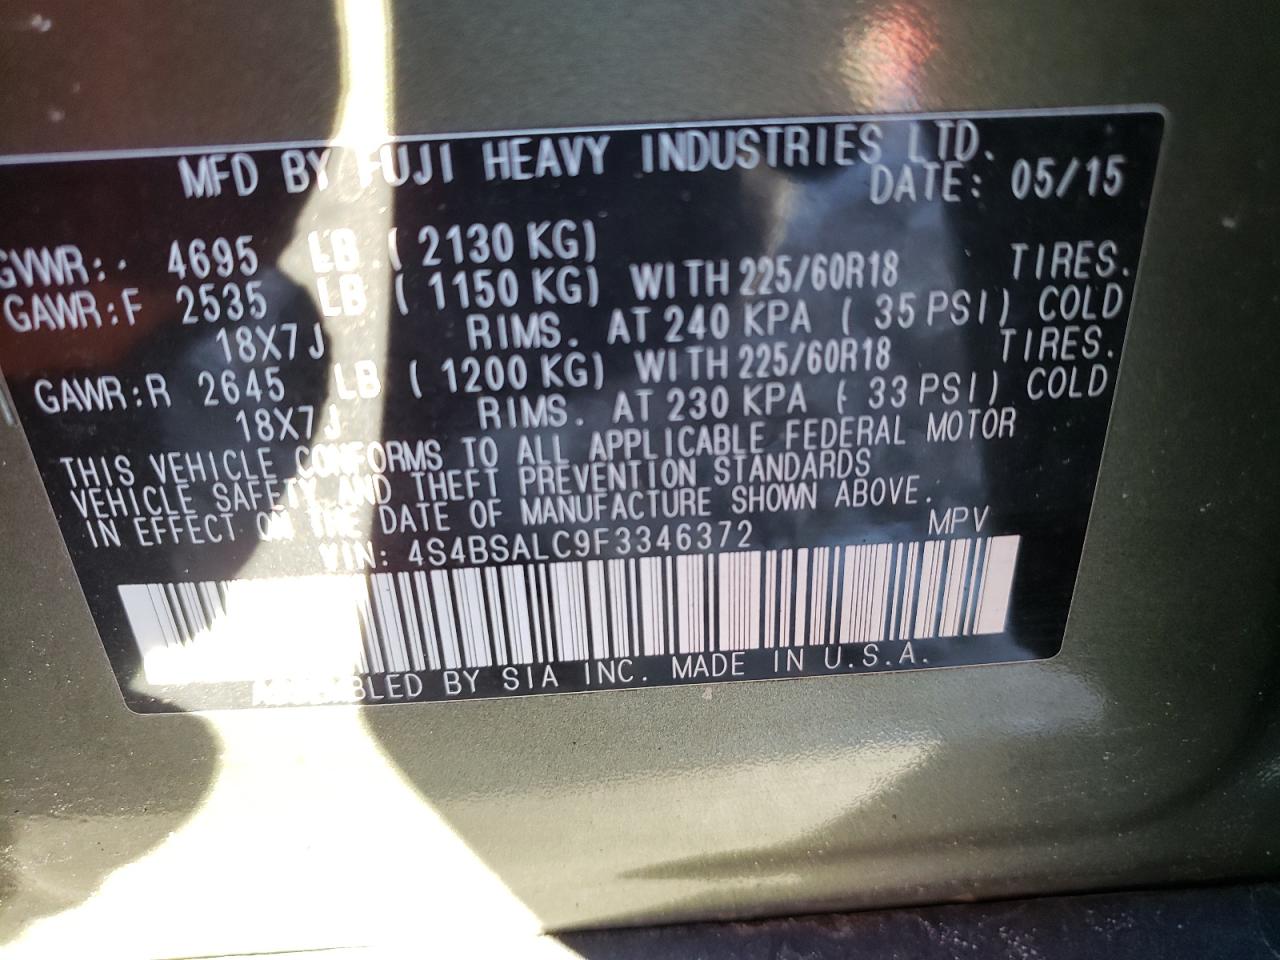 MFD BY FUJI HEAVY INDUSTRIES LTD.
DATE: 05/15
GVWR: 4695 LB ( 2130 KG)
GAWR:F 2535 LB ( 1150 KG) WITH 225/60R18 TIRES.
18X7J RIMS. AT 240 KPA ( 35 PSI) COLD
GAWR:R 2645 LB ( 1200 KG) WITH 225/60R18 TIRES.
18X7J RIMS. AT 230 KPA ( 33 PSI) COLD
THIS VEHICLE CONFORMS TO ALL APPLICABLE FEDERAL MOTOR
VEHICLE SAFETY AND THEFT PREVENTION STANDARDS
IN EFFECT ON THE DATE OF MANUFACTURE SHOWN ABOVE.
VIN: 4S4BSALC9F3346372 MPV
ASSEMBLED BY SIA INC. MADE IN U.S.A.